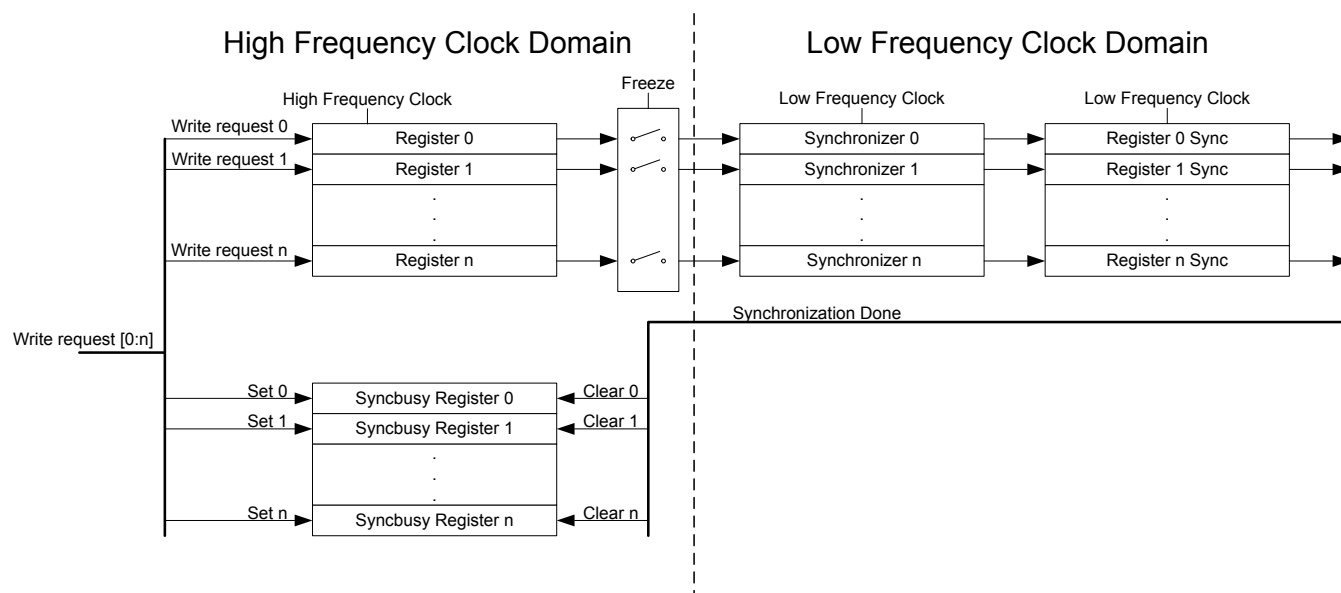 High Frequency Clock Domain
Low Frequency Clock Domain
Freeze
High Frequency Clock
Low Frequency Clock
Low Frequency Clock
Write request 0
Register 0
Synchronizer 0
Register 0 Sync
Write request 1
Register 1
Synchronizer 1
Register 1 Sync
.
.
.
.
.
.
.
.
.
Write request n
Register n
Synchronizer n
Register n Sync
Synchronization Done
Write request [0:n]
Set 0
Syncbusy Register 0
Clear 0
Set 1
Syncbusy Register 1
Clear 1
.
.
.
Set n
Syncbusy Register n
Clear n